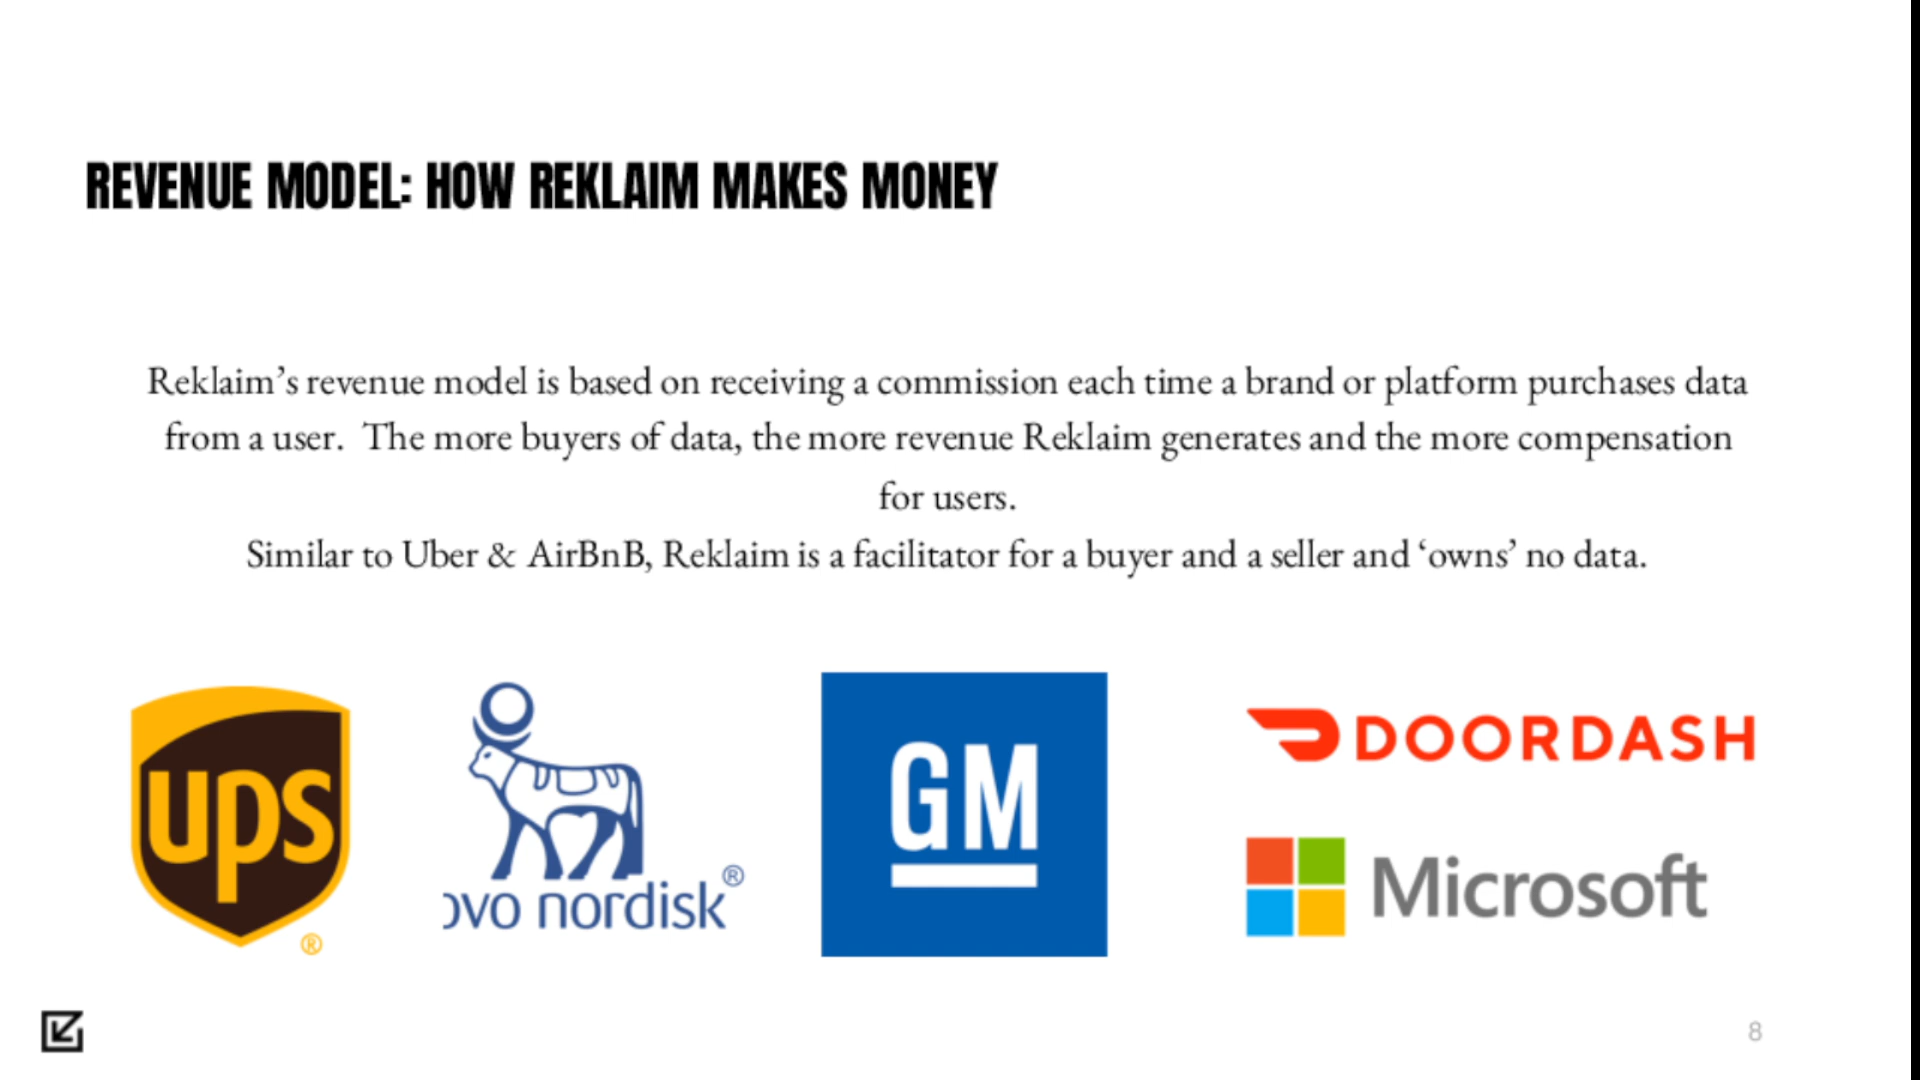 REVENUE MODEL: HOW REKLAIM MAKES MONEY
Reklaim’s revenue model is based on receiving a commission each time a brand or platform purchases data
from a user.  The more buyers of data, the more revenue Reklaim generates and the more compensation
for users.
Similar to Uber & AirBnB, Reklaim is a facilitator for a buyer and a seller and ‘owns’ no data.
ups
®
ovo nordisk®
GM
DOORDASH
Microsoft
8